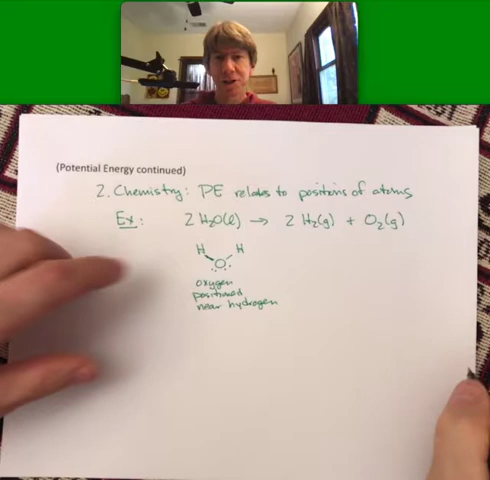 (Potential Energy continued)
2. Chemistry: PE relates to positions of atoms
Ex: 2 H₂O(l) → 2 H₂(g) + O₂(g)
H H
O
oxygen
positioned
near hydrogen